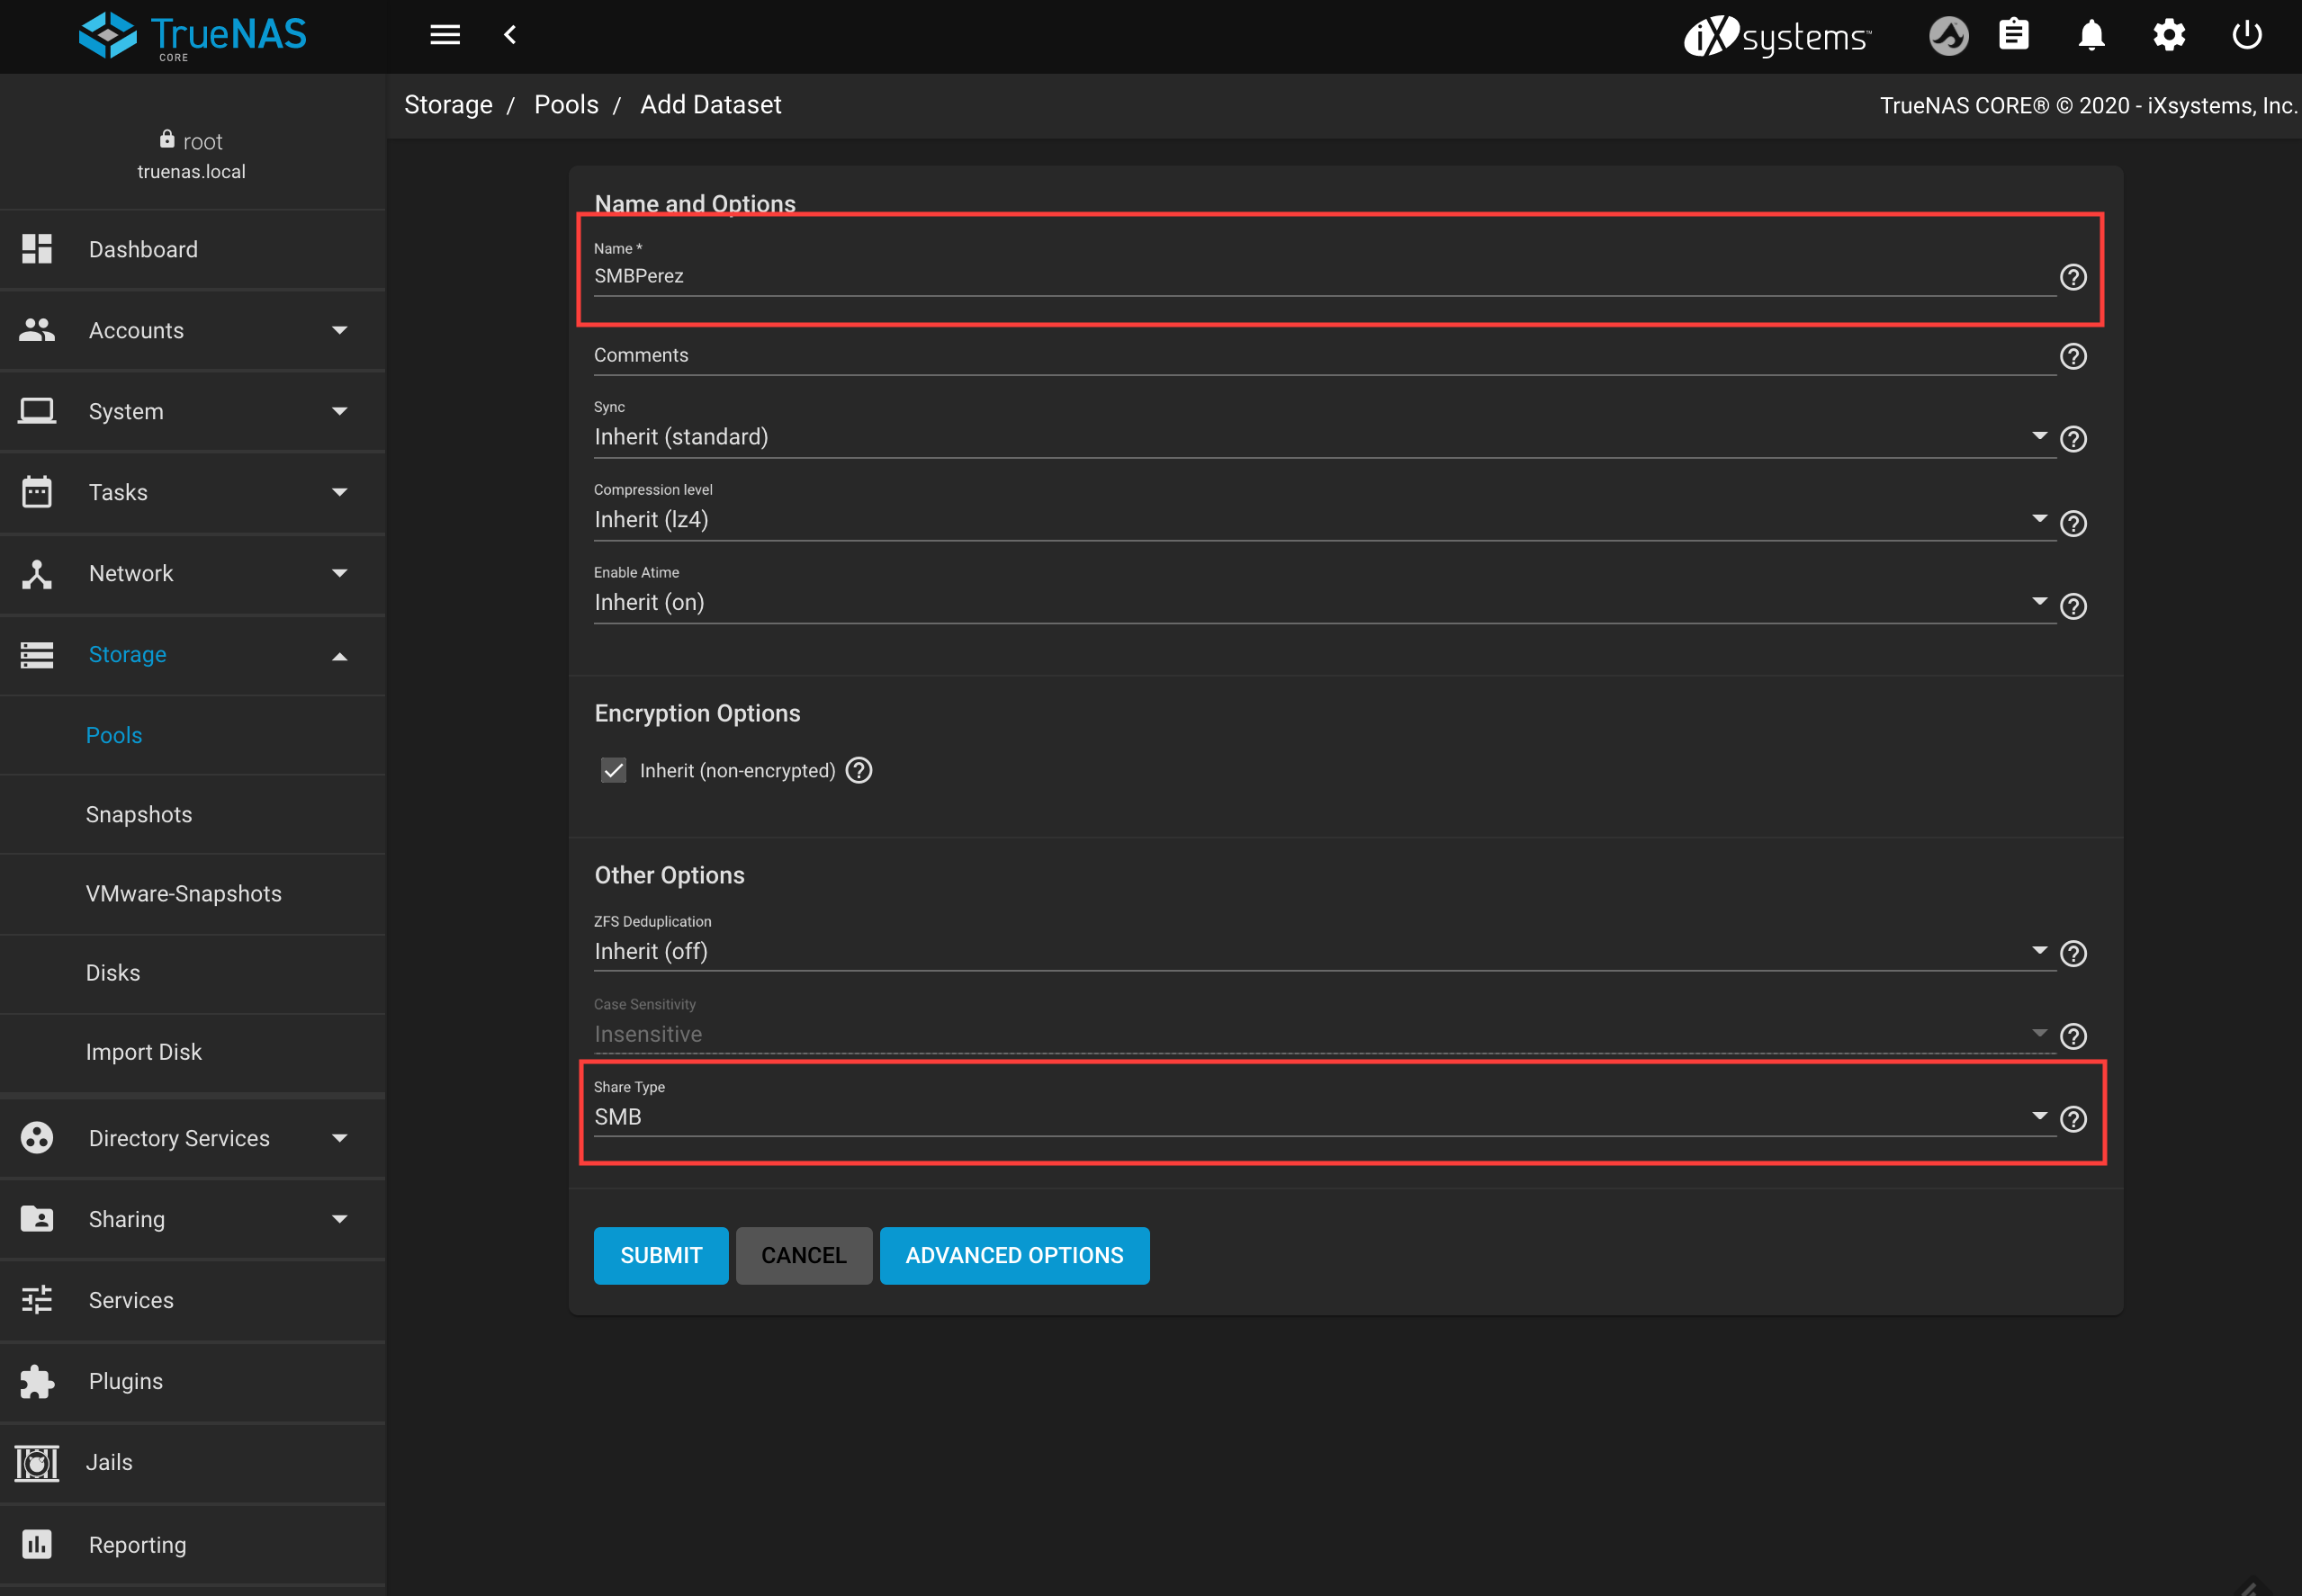 TrueNAS
CORE
iXsystems™
root
truenas.local
Storage / Pools / Add Dataset
TrueNAS CORE® © 2020 - iXsystems, Inc.
Dashboard
Accounts
System
Tasks
Network
Storage
Pools
Snapshots
VMware-Snapshots
Disks
Import Disk
Directory Services
Sharing
Services
Plugins
Jails
Reporting
Name and Options
Name *
SMBPerez
Comments
Sync
Inherit (standard)
Compression level
Inherit (lz4)
Enable Atime
Inherit (on)
Encryption Options
Inherit (non-encrypted)
Other Options
ZFS Deduplication
Inherit (off)
Case Sensitivity
Insensitive
Share Type
SMB
SUBMIT CANCEL ADVANCED OPTIONS